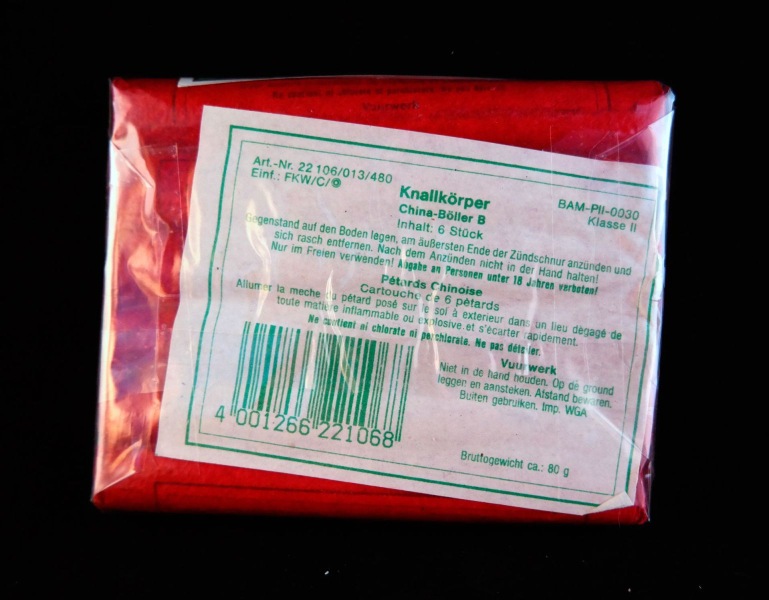 Vuurwerk
Art.-Nr. 22 106/013/480
Einf.: FKW/C/
BAM-PII-0030
Klasse II
Knallkörper
China-Böller B
Inhalt: 6 Stück
Gegenstand auf den Boden legen, am äußersten Ende der Zündschnur anzünden und
sich rasch entfernen. Nach dem Anzünden nicht in der Hand halten!
Nur im Freien verwenden! Abgabe an Personen unter 18 Jahren verboten!
Pétards Chinoise
Cartouche de 6 pétards
Allumer la meche du pétard posé sur le sol à exterieur dans un lieu dégagé de
toute matière inflammable ou explosive et s'écarter rapidement.
Ne contient ni chlorate ni perchlorate. Ne pas détailler.
Vuurwerk
Niet in de hand houden. Op de ground
leggen en aansteken. Afstand bewaren.
Buiten gebruiken. Imp. WGA
4 001266 221068
Bruttogewicht ca.: 80 g